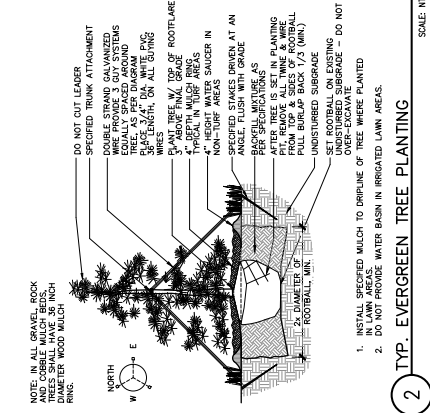 NOTE: IN ALL GRAVEL, ROCK
AND COBBLE MULCH BEDS,
TREES SHALL HAVE 36 INCH
DIAMETER WOOD MULCH
RING.
NORTH
W
E
DO NOT CUT LEADER
SPECIFIED TRUNK ATTACHMENT
DOUBLE STRAND GALVANIZED
WIRE PROVIDE 3 GUY SYSTEMS
EQUALLY SPACED AROUND
TREE, AS PER DIAGRAM
PLACE 3/4" DIA. WHITE PVC,
36" LENGTH, ON ALL GUYING
WIRES
PLANT TREE W/ TOP OF ROOTFLARE
3" ABOVE FINAL GRADE
4" DEPTH MULCH RING
TYPICAL IN TURF AREAS
4" HEIGHT WATER SAUCER IN
NON-TURF AREAS
SPECIFIED STAKES DRIVEN AT AN
ANGLE, FLUSH WITH GRADE
BACKFILL MIXTURE AS
PER SPECIFICATIONS
AFTER TREE IS SET IN PLANTING
PIT, REMOVE ALL TWINE & WIRE
FROM TOP & SIDES OF ROOTBALL
PULL BURLAP BACK 1/3 (MIN.)
UNDISTURBED SUBGRADE
SET ROOTBALL ON EXISTING
UNDISTURBED SUBGRADE – DO NOT
OVER-EXCAVATE
2x DIAMETER OF
ROOTBALL, MIN.
1. INSTALL SPECIFIED MULCH TO DRIPLINE OF TREE WHERE PLANTED
IN LAWN AREAS.
2. DO NOT PROVIDE WATER BASIN IN IRRIGATED LAWN AREAS.
2
TYP. EVERGREEN TREE PLANTING
SCALE: